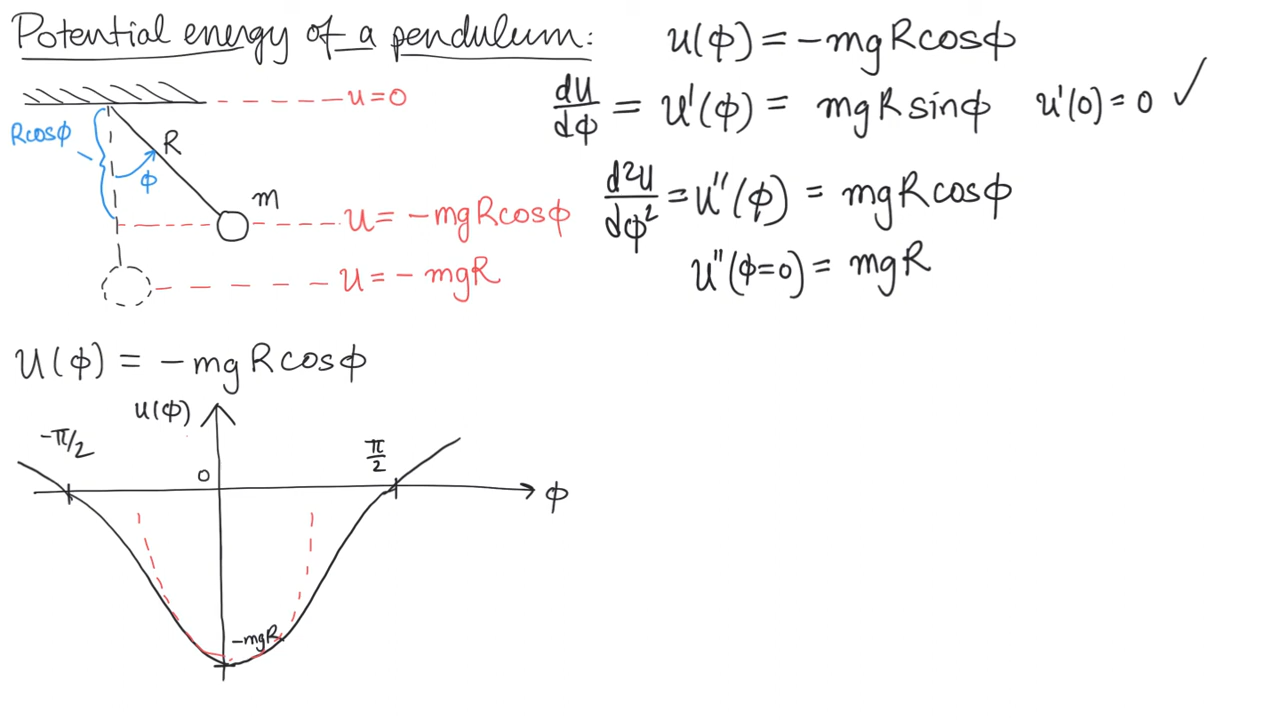 Potential energy of a pendulum:
u=0
Rcosϕ
R
ϕ
m
U = -mgRcosϕ
U = - mgR
U(ϕ) = -mgRcosϕ
u(ϕ)
-π/2
0
π/2
ϕ
-mgR
u(ϕ) = -mgRcosϕ
dU/dϕ = U'(ϕ) = mgRsinϕ u'(0) = 0 ✓
d²U/dϕ² = U''(ϕ) = mgRcosϕ
U''(ϕ=0) = mgR